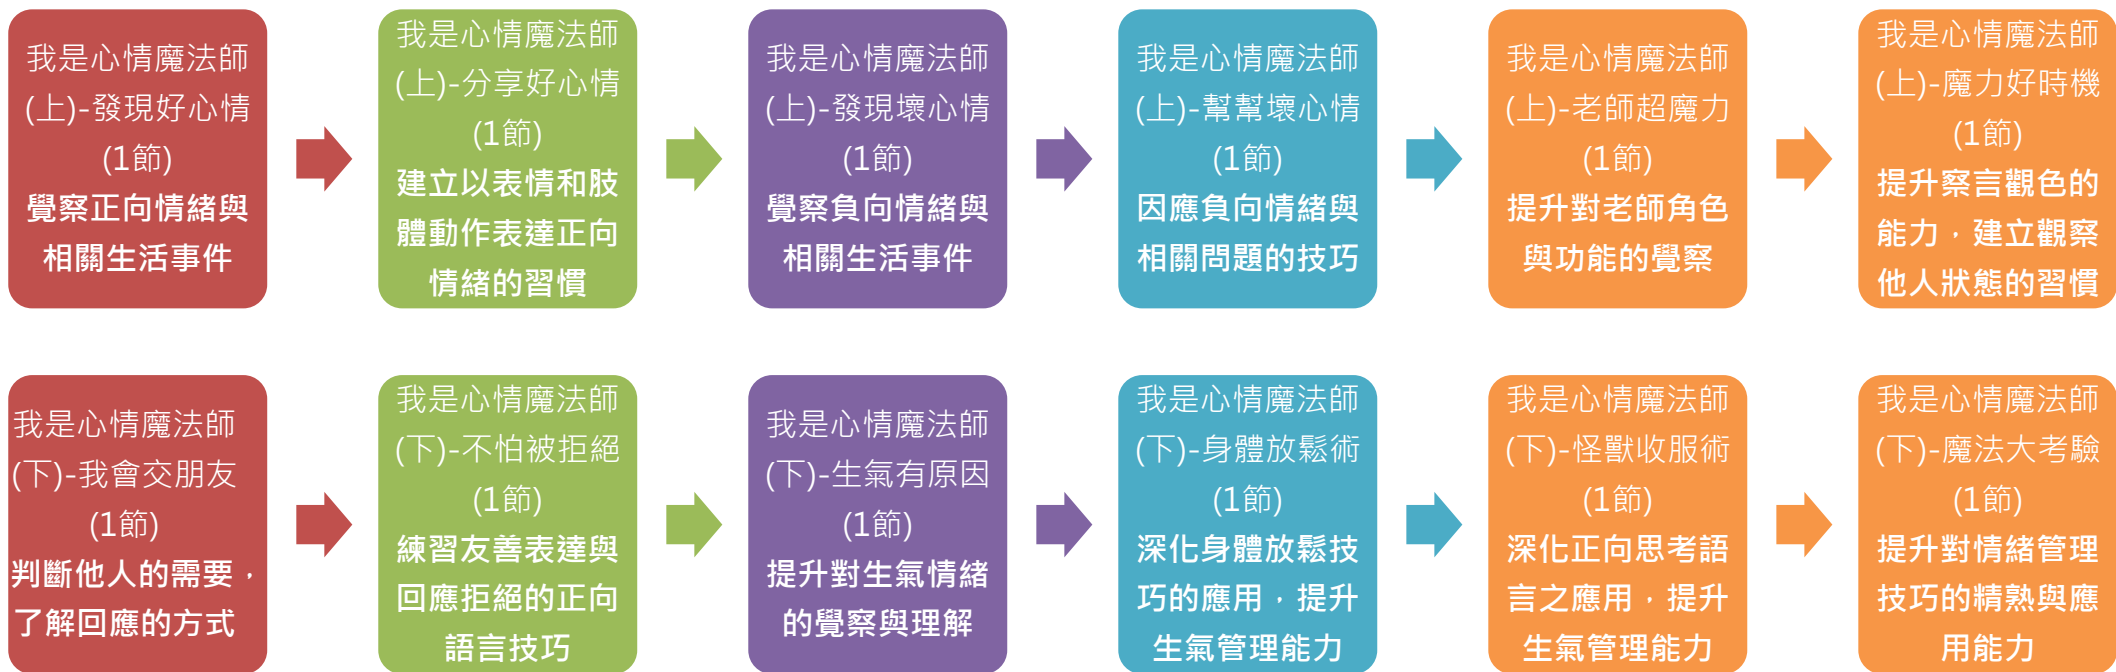 我是心情魔法師
(上)-發現好心情
(1節)
覺察正向情緒與
相關生活事件
我是心情魔法師
(上)-分享好心情
(1節)
建立以表情和肢
體動作表達正向
情緒的習慣
我是心情魔法師
(上)-發現壞心情
(1節)
覺察負向情緒與
相關生活事件
我是心情魔法師
(上)-幫幫壞心情
(1節)
因應負向情緒與
相關問題的技巧
我是心情魔法師
(上)-老師超魔力
(1節)
提升對老師角色
與功能的覺察
我是心情魔法師
(上)-魔力好時機
(1節)
提升察言觀色的
能力，建立觀察
他人狀態的習慣
我是心情魔法師
(下)-我會交朋友
(1節)
判斷他人的需要，
了解回應的方式
我是心情魔法師
(下)-不怕被拒絕
(1節)
練習友善表達與
回應拒絕的正向
語言技巧
我是心情魔法師
(下)-生氣有原因
(1節)
提升對生氣情緒
的覺察與理解
我是心情魔法師
(下)-身體放鬆術
(1節)
深化身體放鬆技
巧的應用，提升
生氣管理能力
我是心情魔法師
(下)-怪獸收服術
(1節)
深化正向思考語
言之應用，提升
生氣管理能力
我是心情魔法師
(下)-魔法大考驗
(1節)
提升對情緒管理
技巧的精熟與應
用能力